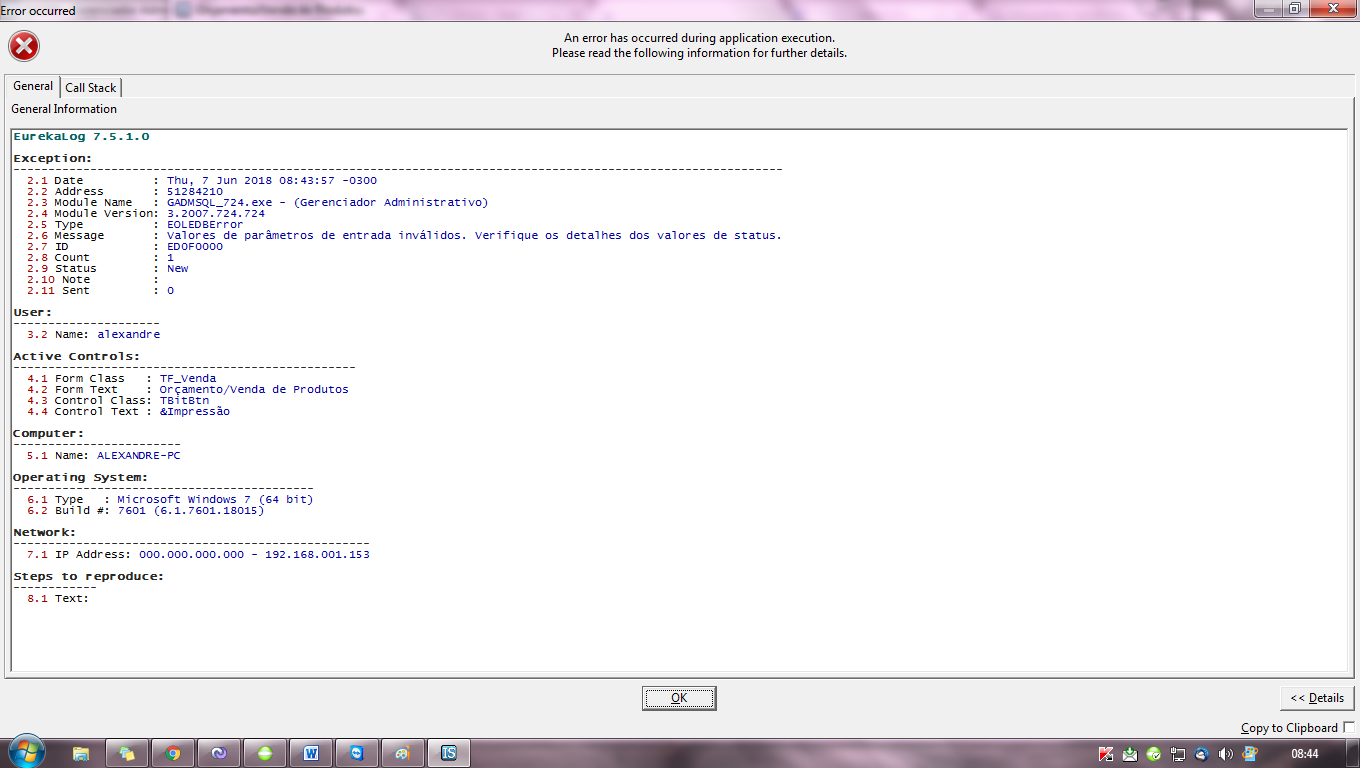 Error occurred
An error has occurred during application execution.
Please read the following information for further details.
General Call Stack
General Information
EurekaLog 7.5.1.0
Exception:
-------------------------------------------------------------------------------------------------------
2.1 Date : Thu, 7 Jun 2018 08:43:57 -0300
2.2 Address : 51284210
2.3 Module Name : GADMSQL_724.exe - (Gerenciador Administrativo)
2.4 Module Version: 3.2007.724.724
2.5 Type : EOLEDBError
2.6 Message : Valores de parâmetros de entrada inválidos. Verifique os detalhes dos valores de status.
2.7 ID : ED0F0000
2.8 Count : 1
2.9 Status : New
2.10 Note :
2.11 Sent : 0
User:
---------------------
3.2 Name: alexandre
Active Controls:
-------------------------------------------------
4.1 Form Class : TF_Venda
4.2 Form Text : Orçamento/Venda de Produtos
4.3 Control Class: TBitBtn
4.4 Control Text : &Impressão
Computer:
------------------------
5.1 Name: ALEXANDRE-PC
Operating System:
-------------------------------------------
6.1 Type : Microsoft Windows 7 (64 bit)
6.2 Build #: 7601 (6.1.7601.18015)
Network:
---------------------------------------------------
7.1 IP Address: 000.000.000.000 - 192.168.001.153
Steps to reproduce:
------------
8.1 Text:
OK
<< Details
Copy to Clipboard
08:44